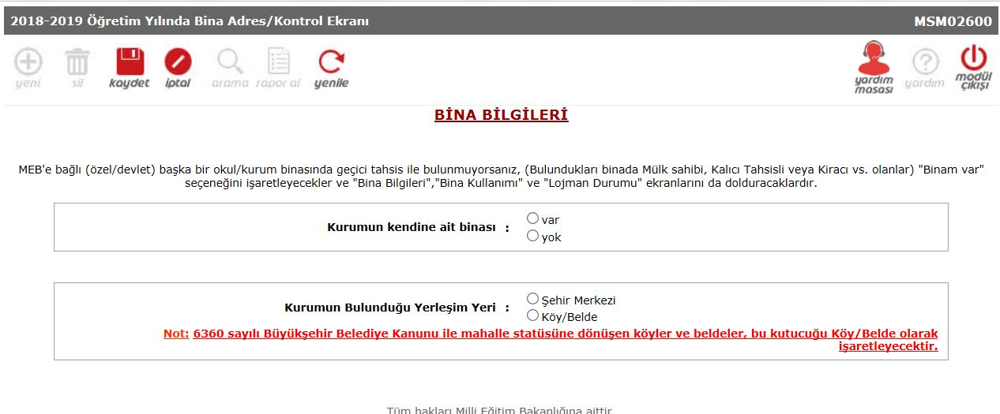 2018-2019 Öğretim Yılında Bina Adres/Kontrol Ekranı MSM02600
yeni sil kaydet iptal arama rapor al yenile yardım masası yardım modül çıkışı
BİNA BİLGİLERİ
MEB'e bağlı (özel/devlet) başka bir okul/kurum binasında geçici tahsis ile bulunmuyorsanız, (Bulundukları binada Mülk sahibi, Kalıcı Tahsisli veya Kiracı vs. olanlar) "Binam var"
seçeneğini işaretleyecekler ve "Bina Bilgileri","Bina Kullanımı" ve "Lojman Durumu" ekranlarını da dolduracaklardır.
Kurumun kendine ait binası : var
yok
Kurumun Bulunduğu Yerleşim Yeri : Şehir Merkezi
Köy/Belde
Not: 6360 sayılı Büyükşehir Belediye Kanunu ile mahalle statüsüne dönüşen köyler ve beldeler, bu kutucuğu Köy/Belde olarak
işaretleyecektir.
Tüm hakları Milli Eğitim Bakanlığına aittir